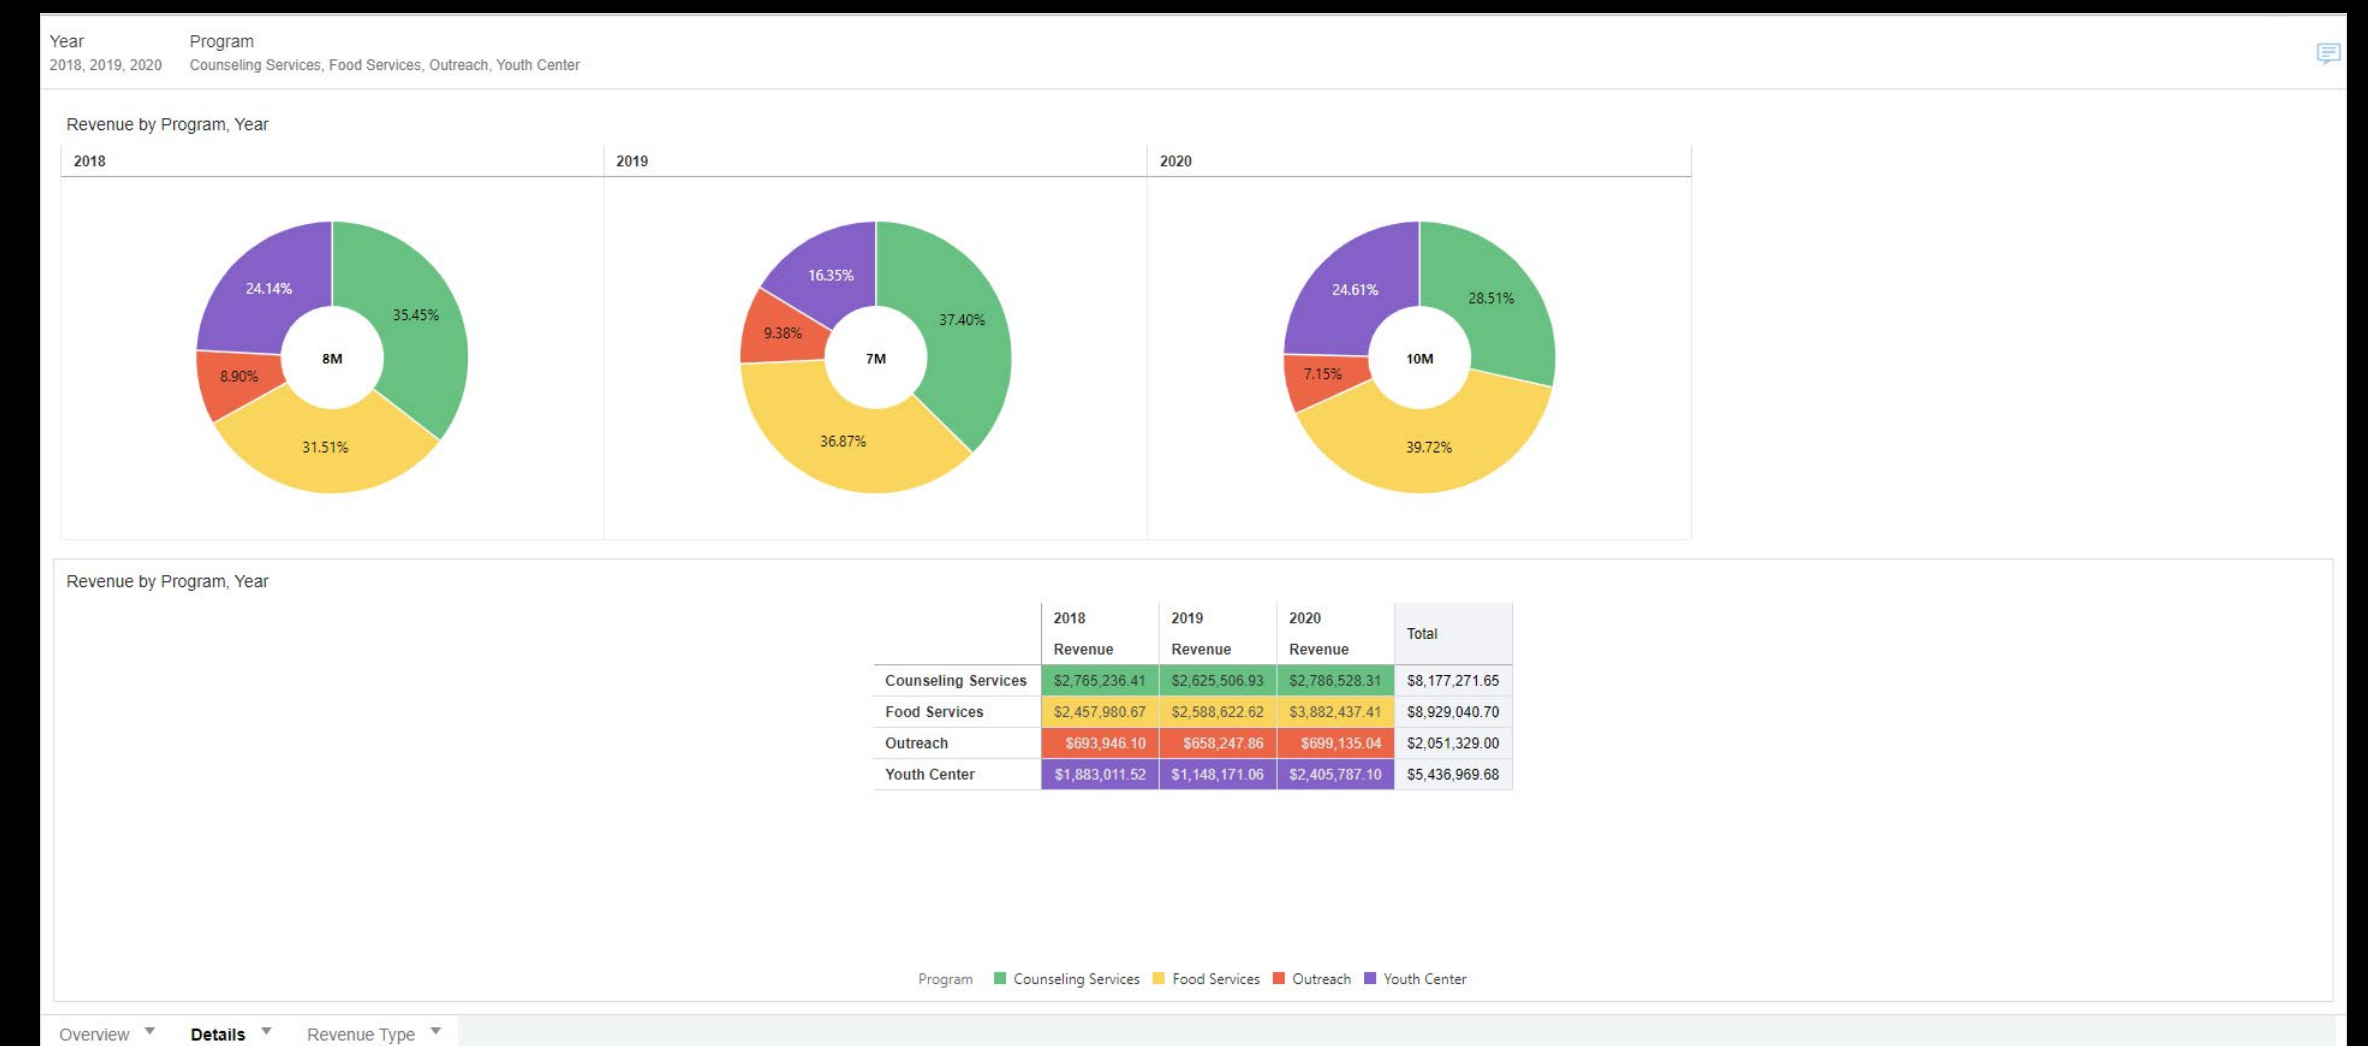 Year Program
2018, 2019, 2020 Counseling Services, Food Services, Outreach, Youth Center
Revenue by Program, Year
2018 2019 2020
24.14%
35.45%
8M
8.90%
31.51%
16.35%
37.40%
9.38%
7M
36.87%
24.61%
28.51%
10M
7.15%
39.72%
Revenue by Program, Year
2018 2019 2020
Total
Revenue Revenue Revenue
Counseling Services $2,765,236.41 $2,625,506.93 $2,786,528.31 $8,177,271.65
Food Services $2,457,980.67 $2,588,622.62 $3,882,437.41 $8,929,040.70
Outreach $693,946.10 $658,247.86 $699,135.04 $2,051,329.00
Youth Center $1,883,011.52 $1,148,171.06 $2,405,787.10 $5,436,969.68
Program Counseling Services Food Services Outreach Youth Center
Overview Details Revenue Type